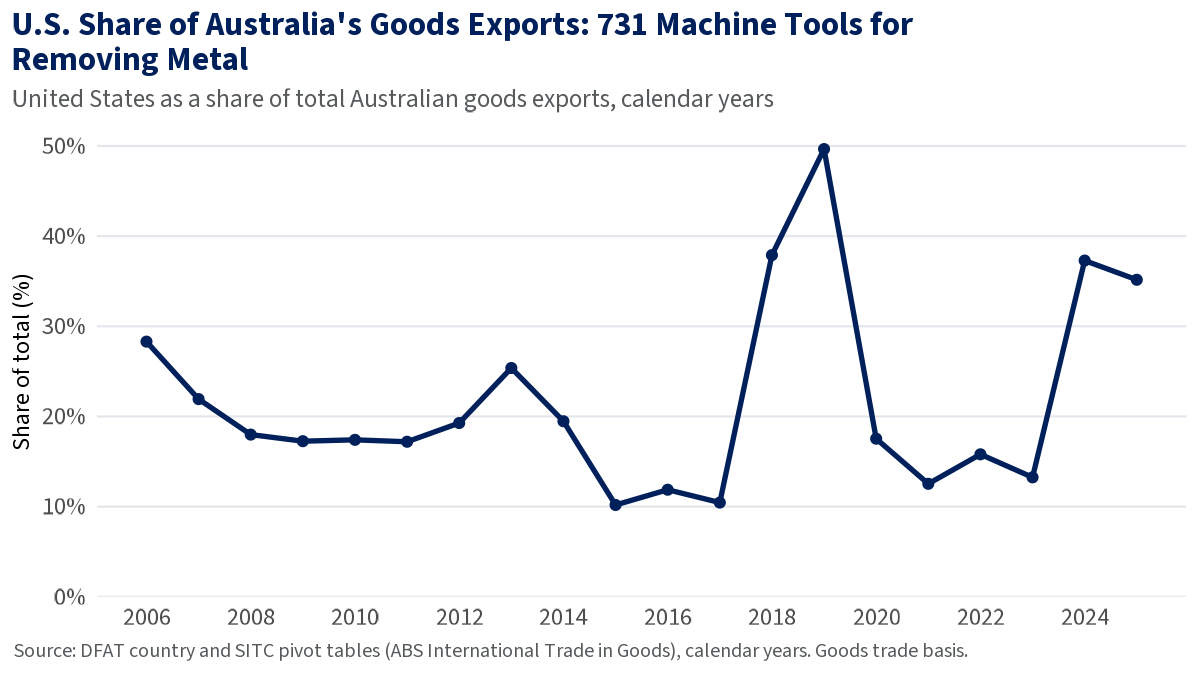 U.S. Share of Australia's Goods Exports: 731 Machine Tools for
Removing Metal
United States as a share of total Australian goods exports, calendar years
Share of total (%)
50%
40%
30%
20%
10%
0%
2006 2008 2010 2012 2014 2016 2018 2020 2022 2024
Source: DFAT country and SITC pivot tables (ABS International Trade in Goods), calendar years. Goods trade basis.